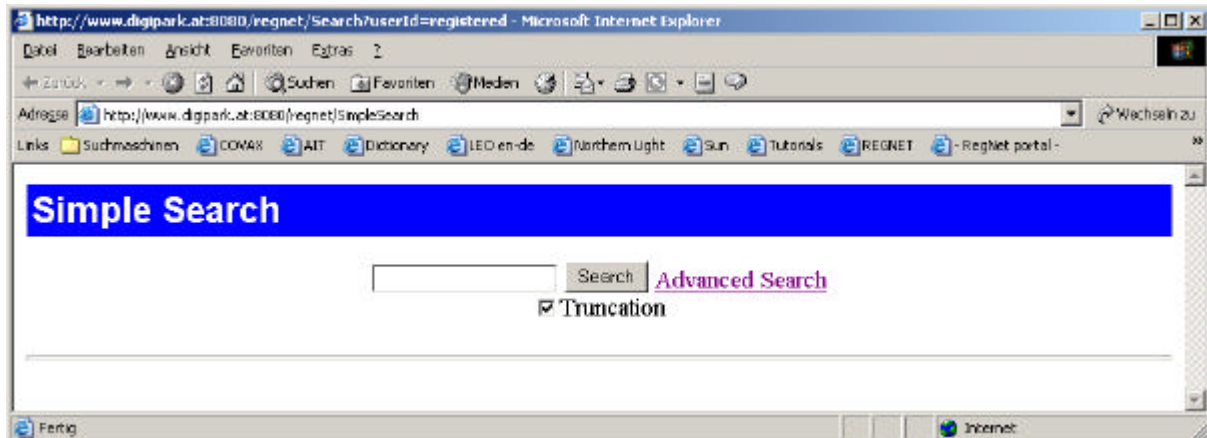 http://www.digipark.at:8080/regnet/Search?userId=registered - Microsoft Internet Explorer
Datei Bearbeiten Ansicht Favoriten Extras ?
Zurück Suchen Favoriten Medien
Adresse http://www.digipark.at:8080/regnet/SimpleSearch Wechseln zu
Links Suchmaschinen COVAX AIT Dictionary LEO en-de Northern Light Sun Tutorials REGNET - RegNet portal - »
Simple Search
Search Advanced Search
Truncation
Fertig Internet